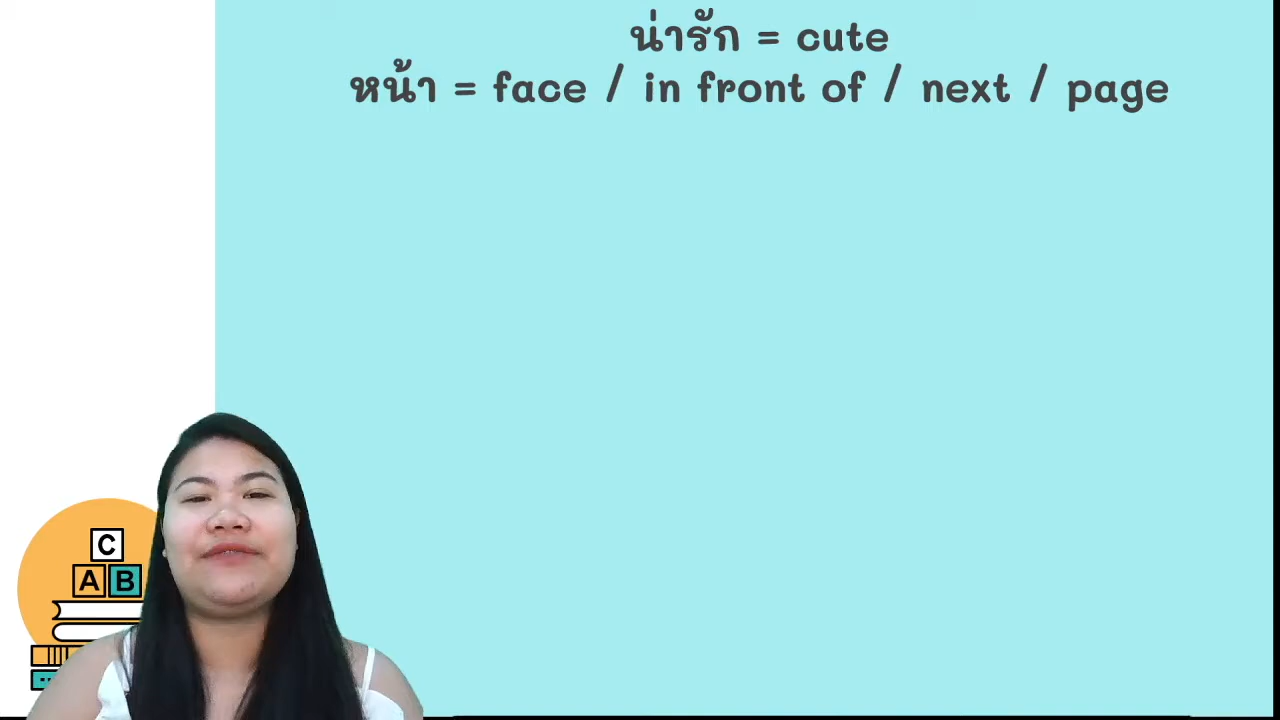 น่ารัก = cute
หน้า = face / in front of / next / page
C
A B